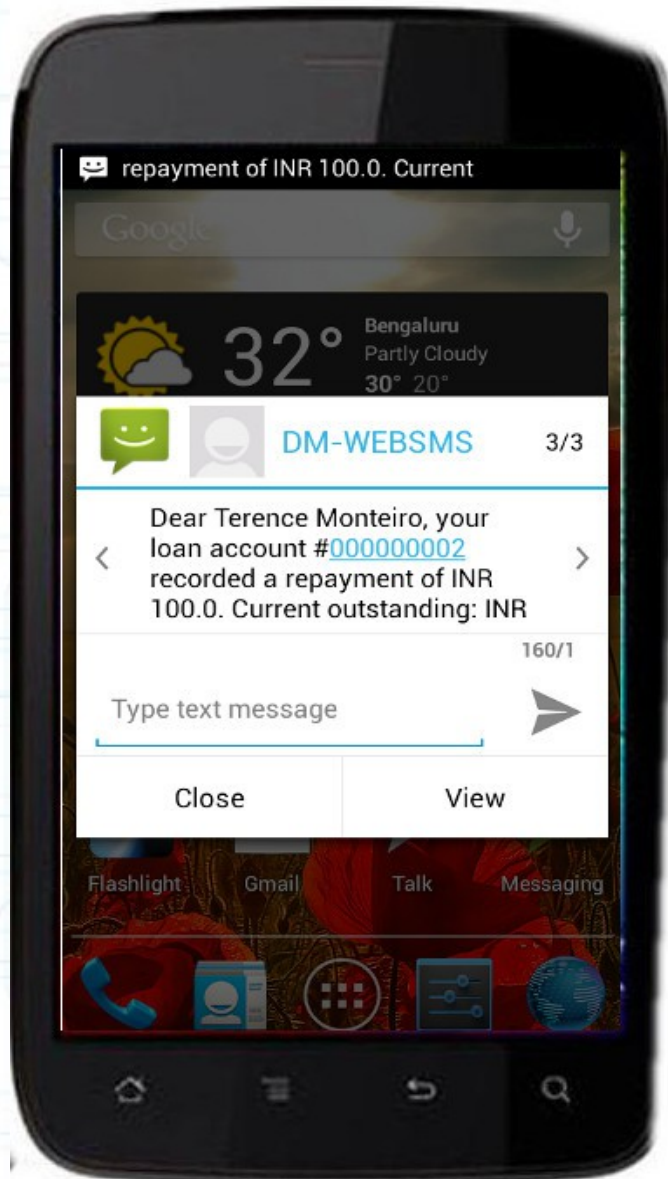 repayment of INR 100.0. Current
Google
32°
Bengaluru
Partly Cloudy
30° 20°
DM-WEBSMS
3/3
Dear Terence Monteiro, your
loan account #000000002
recorded a repayment of INR
100.0. Current outstanding: INR
160/1
Type text message
Close
View
Flashlight
Gmail
Talk
Messaging